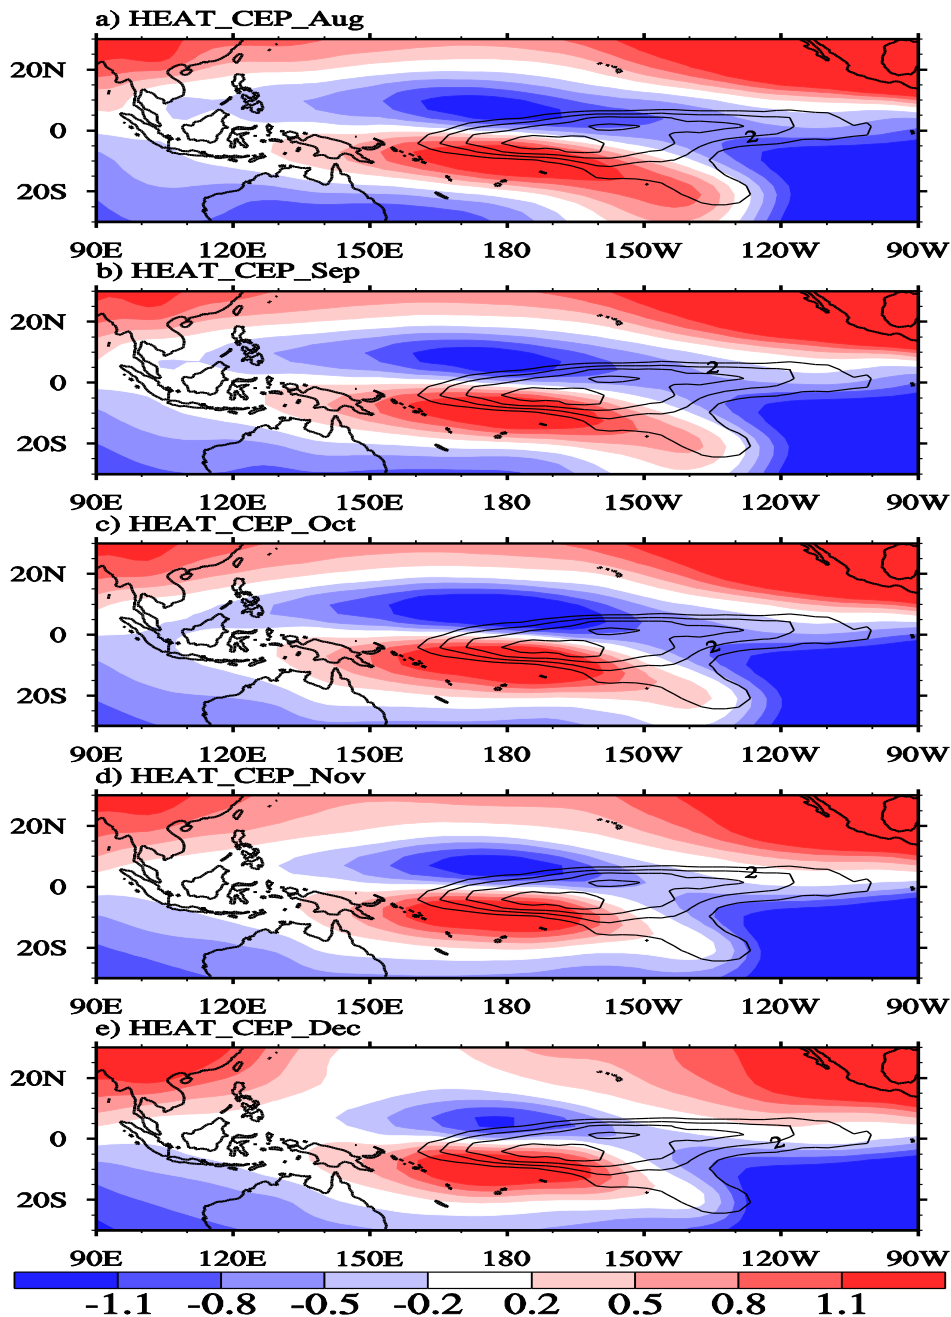 a) HEAT_CEP_Aug
20N
0
20S
2
90E 120E 150E 180 150W 120W 90W
b) HEAT_CEP_Sep
20N
2
0
20S
90E 120E 150E 180 150W 120W 90W
c) HEAT_CEP_Oct
20N
0
2
20S
90E 120E 150E 180 150W 120W 90W
d) HEAT_CEP_Nov
20N
2
0
20S
90E 120E 150E 180 150W 120W 90W
e) HEAT_CEP_Dec
20N
0
2
20S
90E 120E 150E 180 150W 120W 90W
-1.1 -0.8 -0.5 -0.2 0.2 0.5 0.8 1.1